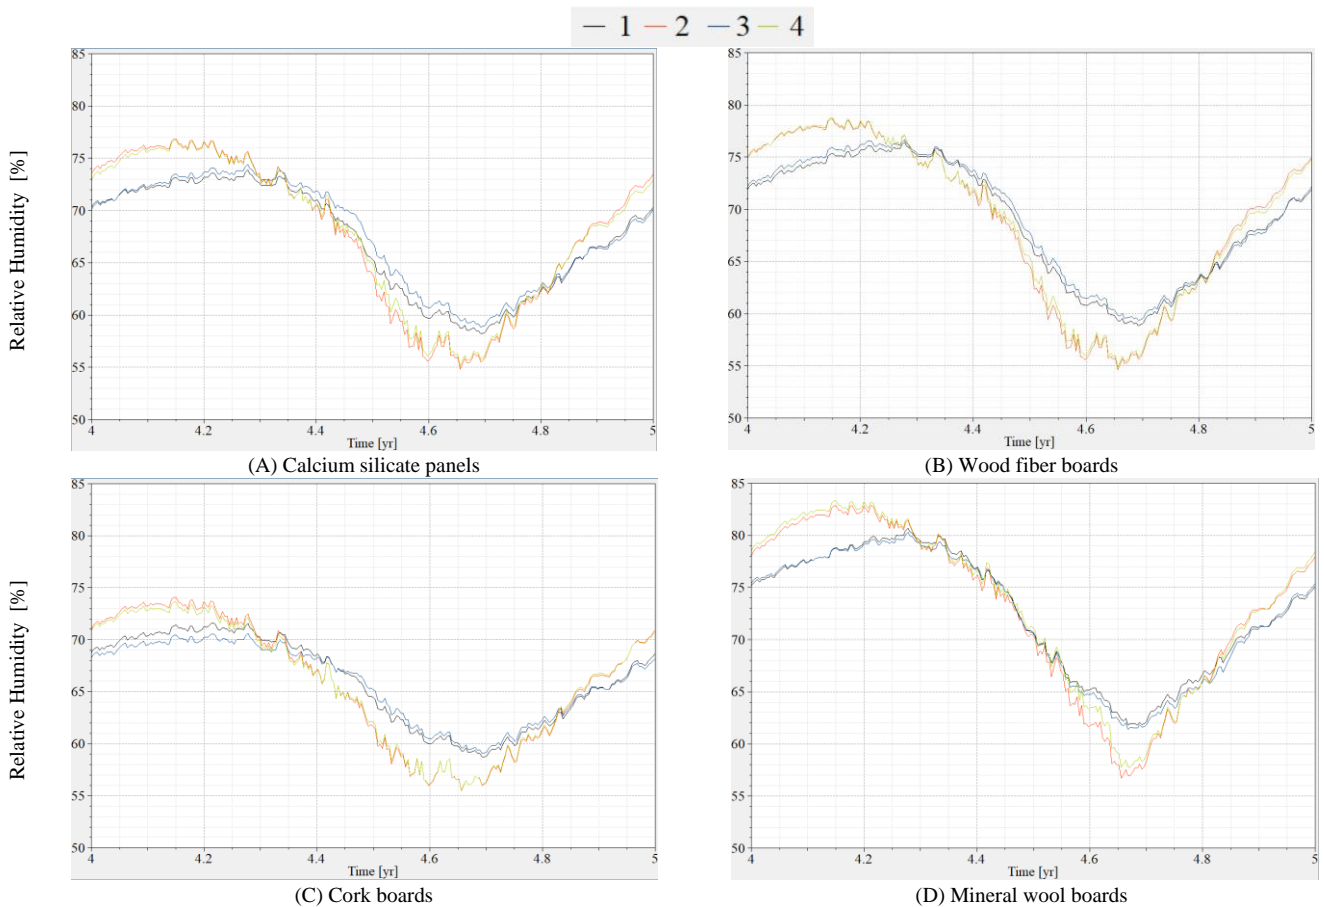 1 2 3 4
Relative Humidity [%]
85
80
75
70
65
60
55
50
4 4.2 4.4 4.6 4.8 5
Time [yr]
(A) Calcium silicate panels
85
80
75
70
65
60
55
50
4 4.2 4.4 4.6 4.8 5
Time [yr]
(B) Wood fiber boards
Relative Humidity [%]
85
80
75
70
65
60
55
50
4 4.2 4.4 4.6 4.8 5
Time [yr]
(C) Cork boards
85
80
75
70
65
60
55
50
4 4.2 4.4 4.6 4.8 5
Time [yr]
(D) Mineral wool boards